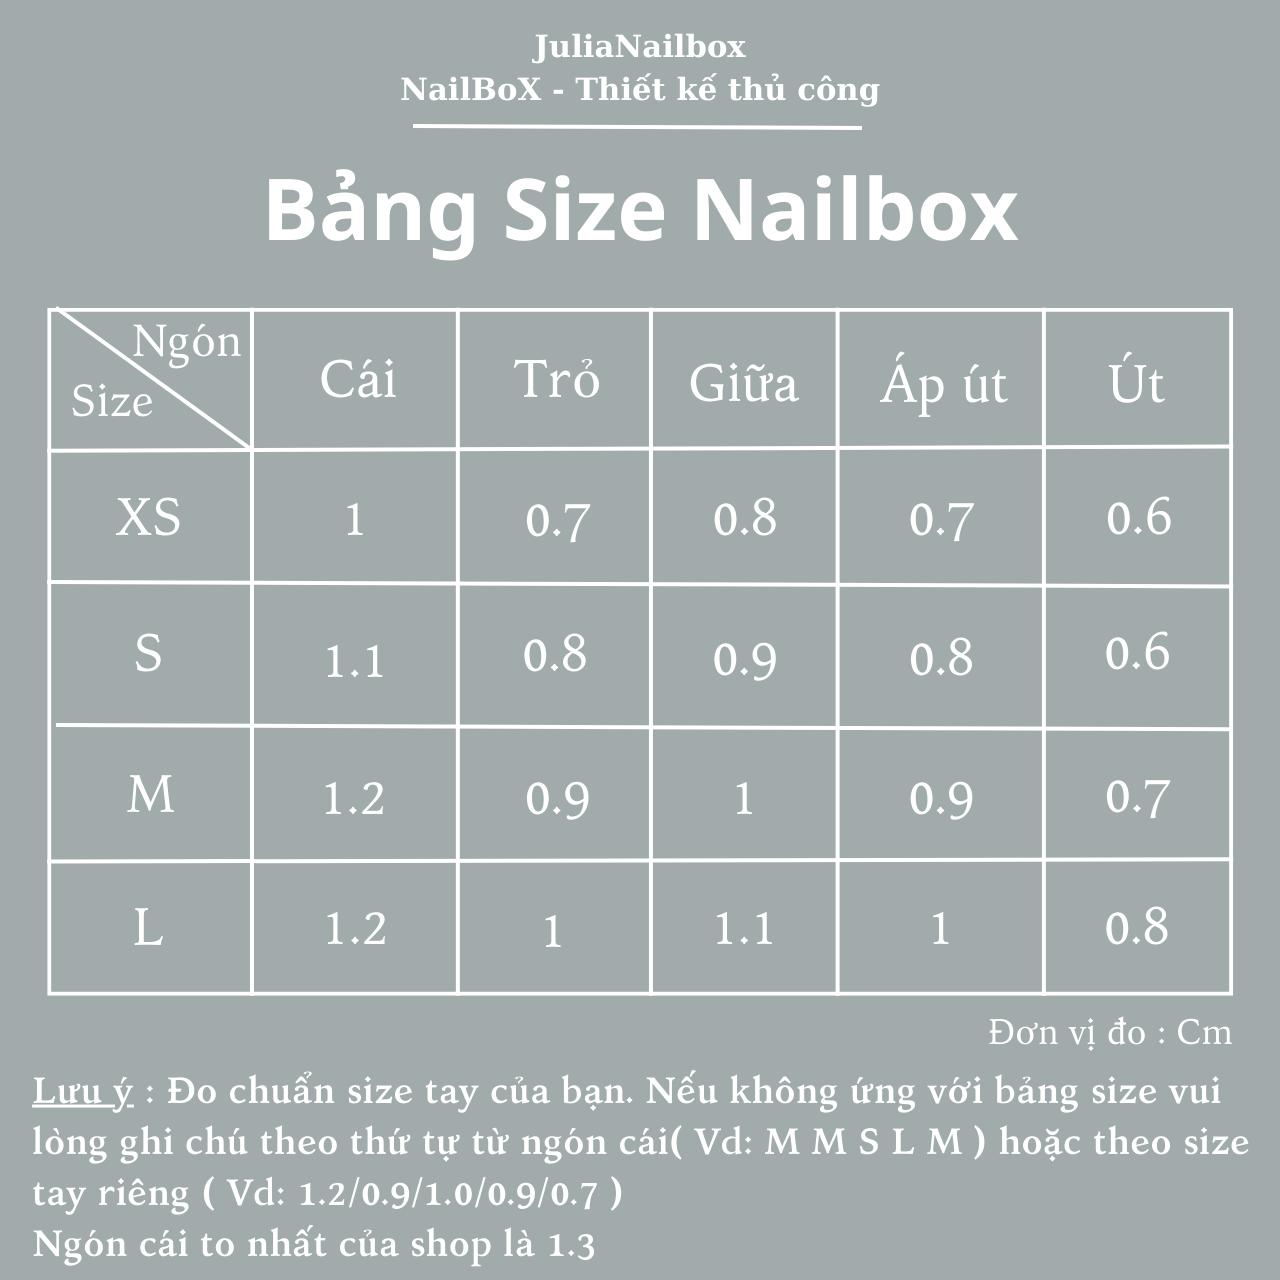 JuliaNailbox
NailBoX - Thiết kế thủ công
Bảng Size Nailbox
Ngón
Size
Cái Trỏ Giữa Áp út Út
XS 1 0.7 0.8 0.7 0.6
S 1.1 0.8 0.9 0.8 0.6
M 1.2 0.9 1 0.9 0.7
L 1.2 1 1.1 1 0.8
Đơn vị đo : Cm
Lưu ý : Đo chuẩn size tay của bạn. Nếu không ứng với bảng size vui
lòng ghi chú theo thứ tự từ ngón cái( Vd: M M S L M ) hoặc theo size
tay riêng ( Vd: 1.2/0.9/1.0/0.9/0.7 )
Ngón cái to nhất của shop là 1.3